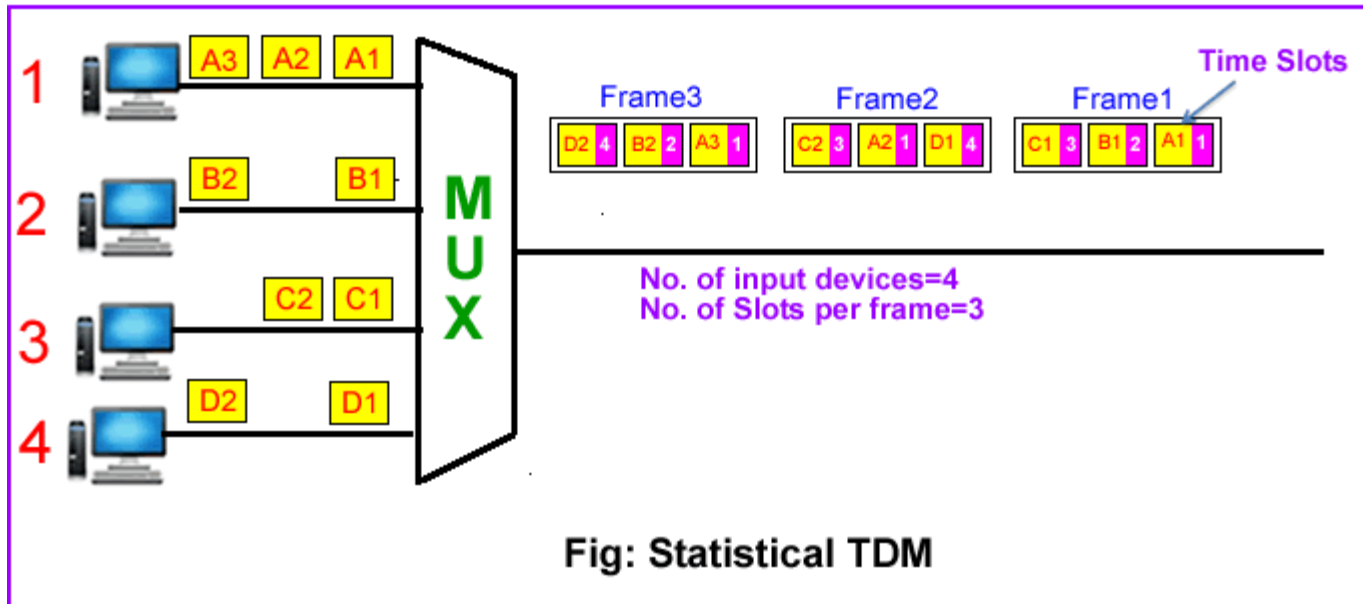 Time Slots
Frame3 Frame2 Frame1
D2 4 B2 2 A3 1 C2 3 A2 1 D1 4 C1 3 B1 2 A1 1
1 A3 A2 A1
2 B2 B1
3 C2 C1
4 D2 D1
MUX
No. of input devices=4
No. of Slots per frame=3
Fig: Statistical TDM